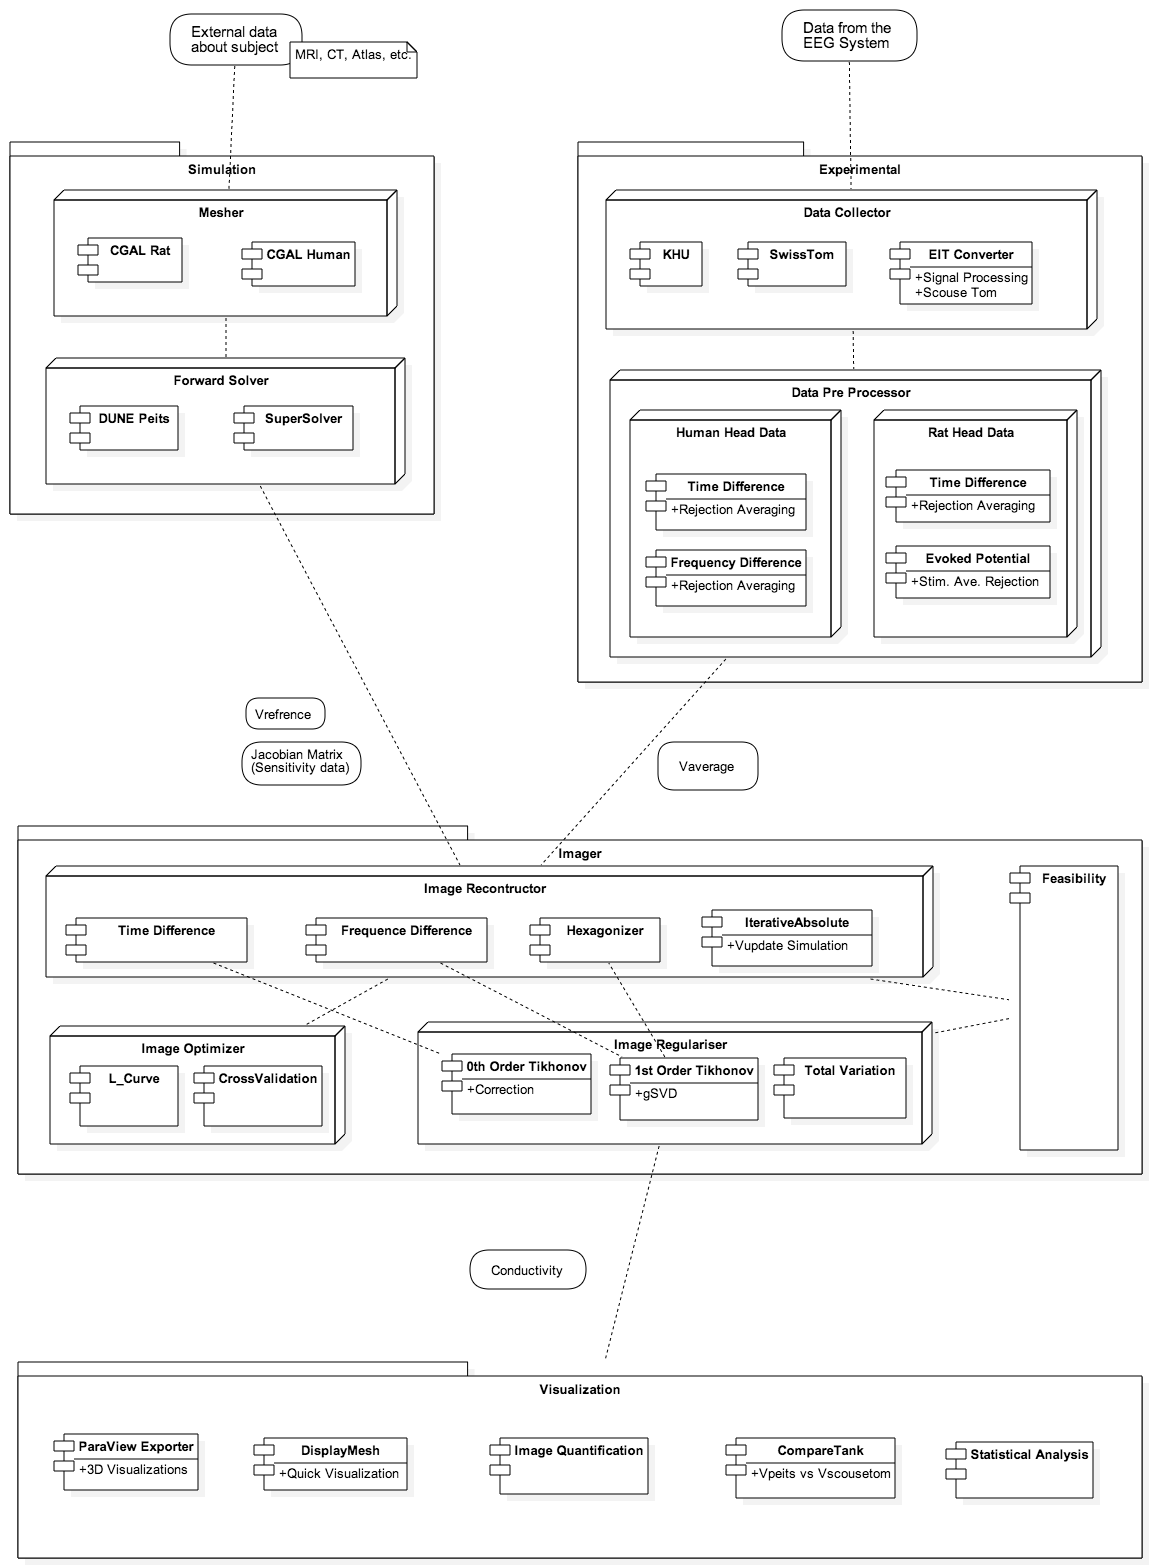 External data
about subject
MRI, CT, Atlas, etc.
Data from the
EEG System
Simulation
Mesher
CGAL Rat
CGAL Human
Forward Solver
DUNE Peits
SuperSolver
Experimental
Data Collector
KHU
SwissTom
EIT Converter
+Signal Processing
+Scouse Tom
Data Pre Processor
Human Head Data
Time Difference
+Rejection Averaging
Frequency Difference
+Rejection Averaging
Rat Head Data
Time Difference
+Rejection Averaging
Evoked Potential
+Stim. Ave. Rejection
Vrefrence
Jacobian Matrix
(Sensitivity data)
Vaverage
Imager
Image Recontructor
Time Difference
Frequence Difference
Hexagonizer
IterativeAbsolute
+Vupdate Simulation
Feasibility
Image Optimizer
L_Curve
CrossValidation
Image Regulariser
0th Order Tikhonov
+Correction
1st Order Tikhonov
+gSVD
Total Variation
Conductivity
Visualization
ParaView Exporter
+3D Visualizations
DisplayMesh
+Quick Visualization
Image Quantification
CompareTank
+Vpeits vs Vscousetom
Statistical Analysis